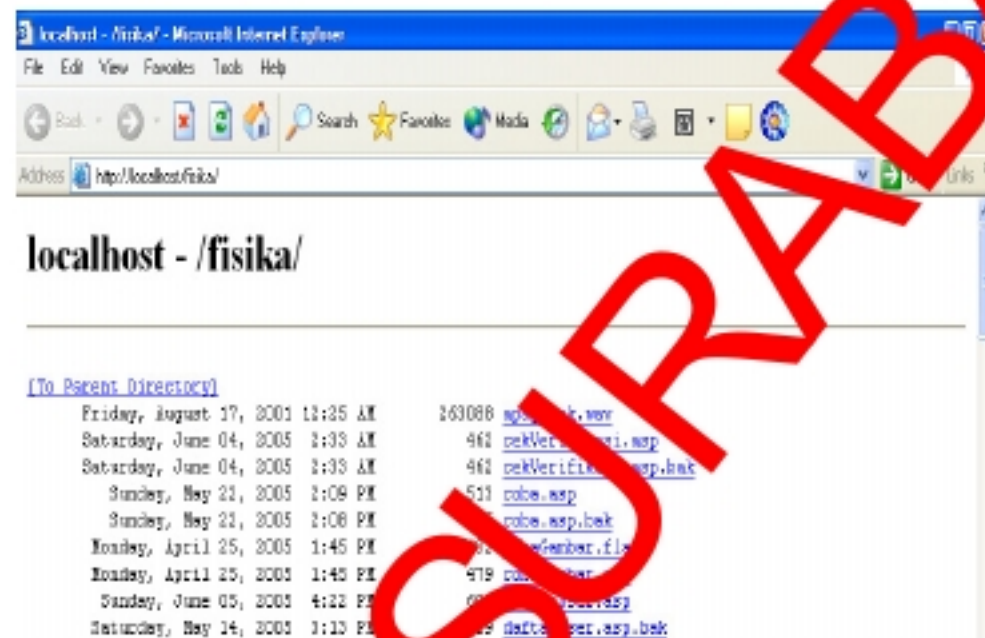 localhost - /fisika/ - Microsoft Internet Explorer
File Edit View Favorites Tools Help
Back Search Favorites Media
Address http://localhost/fisika/ Links
localhost - /fisika/
[To Parent Directory]
Friday, August 17, 2001 12:25 AM 263088
Saturday, June 04, 2005 2:33 AM 462
Saturday, June 04, 2005 2:33 AM 462
Sunday, May 22, 2005 2:09 PM 513 coba.asp
Sunday, May 22, 2005 2:08 PM coba.asp.bak
Monday, April 25, 2005 1:45 PM
Monday, April 25, 2005 1:45 PM 479
Sunday, June 05, 2005 4:22 PM
Saturday, May 14, 2005 3:13 PM
SURAB